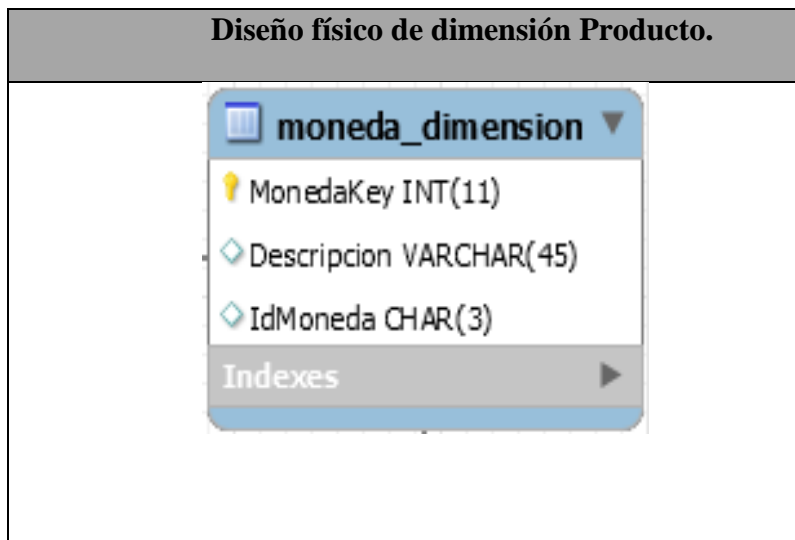 Diseño físico de dimensión Producto.
moneda_dimension
MonedaKey INT(11)
Descripcion VARCHAR(45)
IdMoneda CHAR(3)
Indexes